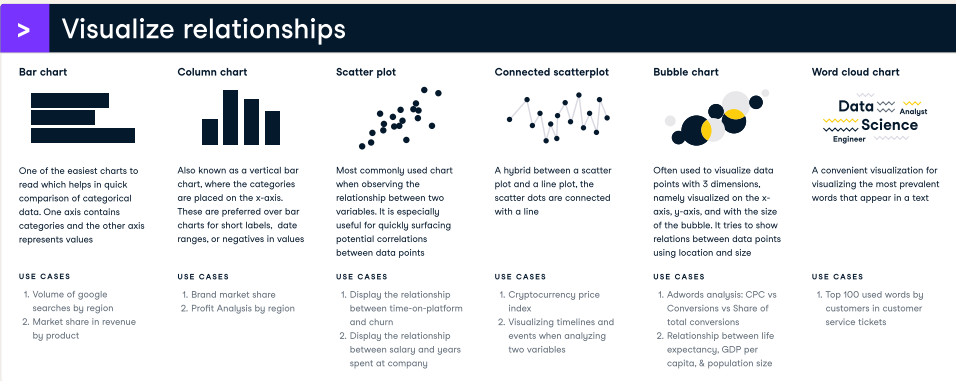 > Visualize relationships
Bar chart
One of the easiest charts to
read which helps in quick
comparison of categorical
data. One axis contains
categories and the other axis
represents values
USE CASES
1. Volume of google
searches by region
2. Market share in revenue
by product
Column chart
Also known as a vertical bar
chart, where the categories
are placed on the x-axis.
These are preferred over bar
charts for short labels, date
ranges, or negatives in values
USE CASES
1. Brand market share
2. Profit Analysis by region
Scatter plot
Most commonly used chart
when observing the
relationship between two
variables. It is especially
useful for quickly surfacing
potential correlations
between data points
USE CASES
1. Display the relationship
between time-on-platform
and churn
2. Display the relationship
between salary and years
spent at company
Connected scatterplot
A hybrid between a scatter
plot and a line plot, the
scatter dots are connected
with a line
USE CASES
1. Cryptocurrency price
index
2. Visualizing timelines and
events when analyzing
two variables
Bubble chart
Often used to visualize data
points with 3 dimensions,
namely visualized on the x-
axis, y-axis, and with the size
of the bubble. It tries to show
relations between data points
using location and size
USE CASES
1. Adwords analysis: CPC vs
Conversions vs Share of
total conversions
2. Relationship between life
expectancy, GDP per
capita, & population size
Word cloud chart
Data
Analyst
Science
Engineer
A convenient visualization for
visualizing the most prevalent
words that appear in a text
USE CASES
1. Top 100 used words by
customers in customer
service tickets